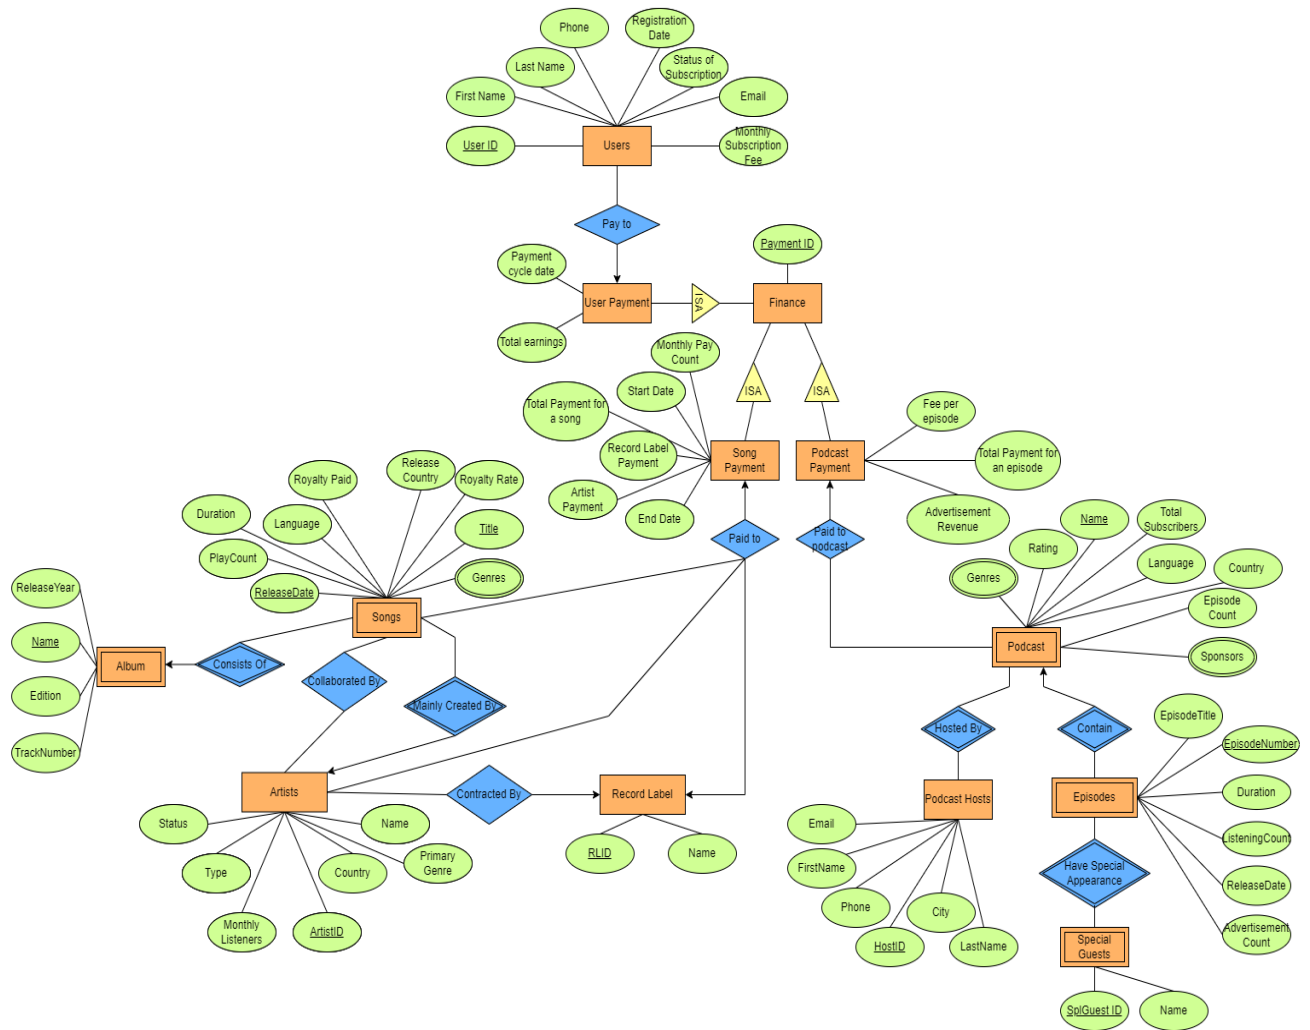 Phone
Registration
Date
Last Name
Status of
Subscription
First Name
Email
User ID
Users
Monthly
Subscription
Fee
Pay to
Payment ID
Payment
cycle date
User Payment
ISA
Finance
Total earnings
Monthly Pay
Count
Start Date
ISA
ISA
Total Payment for
a song
Fee per
episode
Record Label
Payment
Song
Payment
Podcast
Payment
Total Payment for
an episode
Artist
Payment
End Date
Advertisement
Revenue
Release
Country
Royalty Paid
Royalty Rate
Duration
Language
Title
PlayCount
Genres
ReleaseDate
Songs
Paid to
Paid to
podcast
Name
Total
Subscribers
Rating
Language
Genres
Country
Episode
Count
Podcast
Sponsors
ReleaseYear
Name
Album
Consists Of
Edition
TrackNumber
Collaborated By
Mainly Created By
Hosted By
Contain
EpisodeTitle
EpisodeNumber
Artists
Contracted By
Record Label
Podcast Hosts
Episodes
Duration
Status
Name
Type
Country
Primary
Genre
Monthly
Listeners
ArtistID
RLID
Name
Email
FirstName
Phone
City
HostID
LastName
ListeningCount
Have Special
Appearance
ReleaseDate
Advertisement
Count
Special
Guests
SplGuest ID
Name